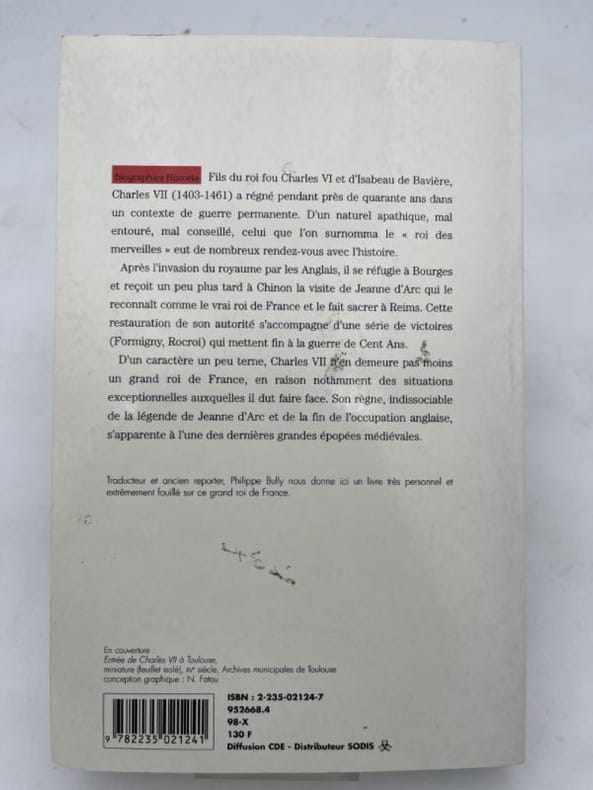 Biographies Historia Fils du roi fou Charles VI et d'Isabeau de Bavière,
Charles VII (1403-1461) a régné pendant près de quarante ans dans
un contexte de guerre permanente. D'un naturel apathique, mal
entouré, mal conseillé, celui que l'on surnomma le « roi des
merveilles » eut de nombreux rendez-vous avec l'histoire.
Après l'invasion du royaume par les Anglais, il se réfugie à Bourges
et reçoit un peu plus tard à Chinon la visite de Jeanne d'Arc qui le
reconnaît comme le vrai roi de France et le fait sacrer à Reims. Cette
restauration de son autorité s'accompagne d'une série de victoires
(Formigny, Rocroi) qui mettent fin à la guerre de Cent Ans.
D'un caractère un peu terne, Charles VII n'en demeure pas moins
un grand roi de France, en raison notamment des situations
exceptionnelles auxquelles il dut faire face. Son règne, indissociable
de la légende de Jeanne d'Arc et de la fin de l'occupation anglaise,
s'apparente à l'une des dernières grandes épopées médiévales.
Traducteur et ancien reporter, Philippe Bully nous donne ici un livre très personnel et
extrêmement fouillé sur ce grand roi de France.
En couverture :
Entrée de Charles VII à Toulouse,
miniature (feuillet isolé), XVe siècle, Archives municipales de Toulouse
conception graphique : N. Fatou
ISBN : 2-235-02124-7
952668.4
98-X
130 F
Diffusion CDE - Distributeur SODIS
9 782235 021241